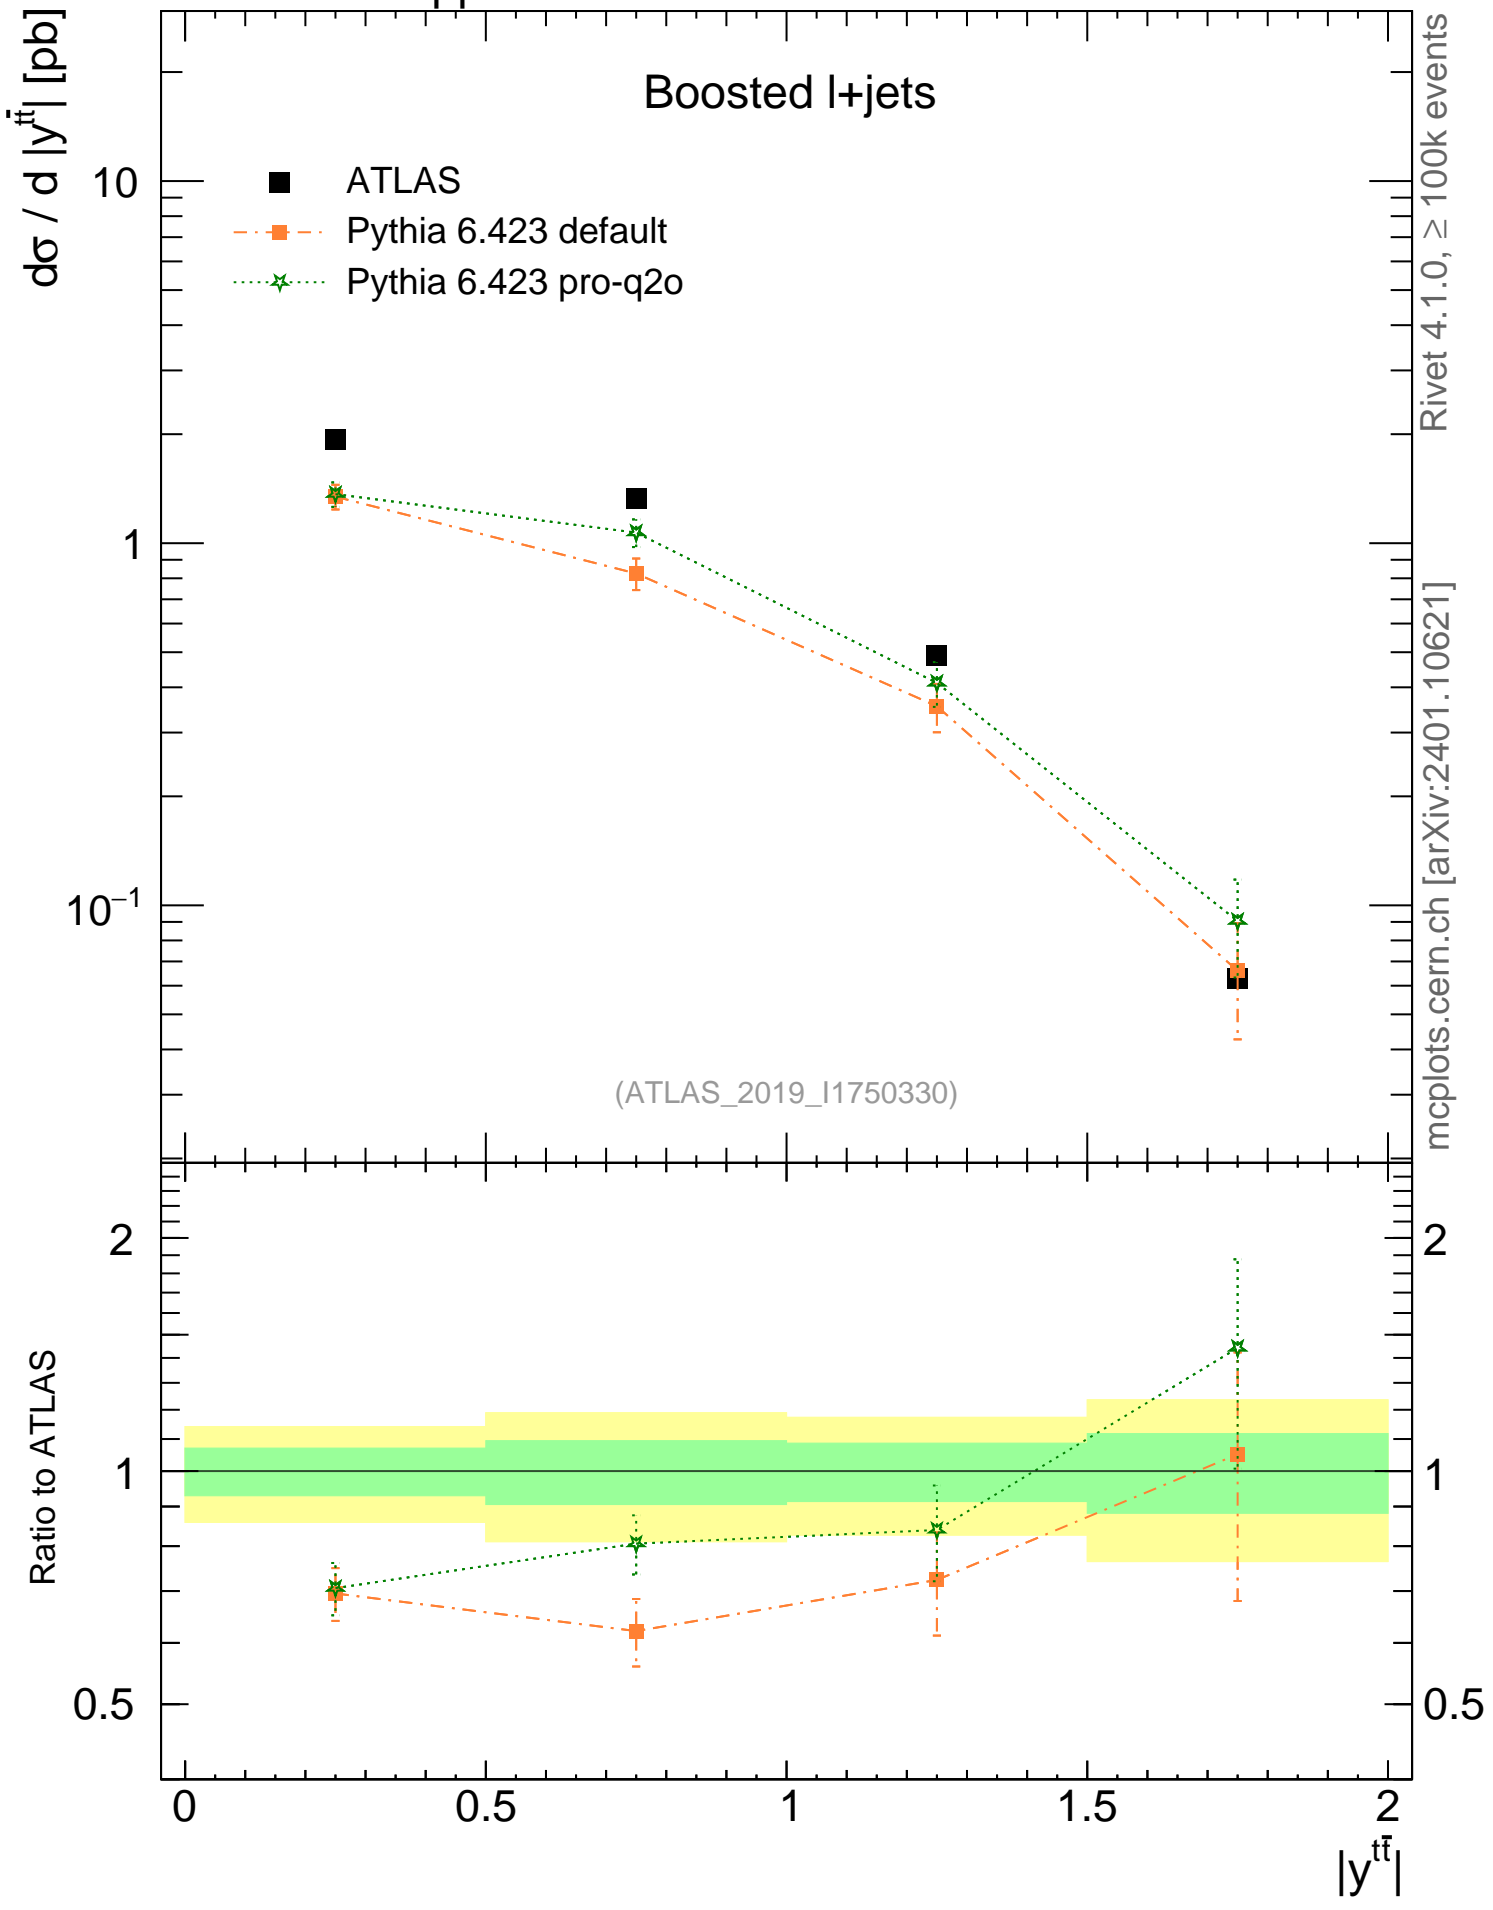 Boosted l+jets
ATLAS
Pythia 6.423 default
Pythia 6.423 pro-q2o
dσ / d |y^{tt̄}| [pb]
10
1
10⁻¹
(ATLAS_2019_I1750330)
Rivet 4.1.0, ≥ 100k events
mcplots.cern.ch [arXiv:2401.10621]
Ratio to ATLAS
2
1
0.5
2
1
0.5
0
0.5
1
1.5
2
|y^{tt̄}|